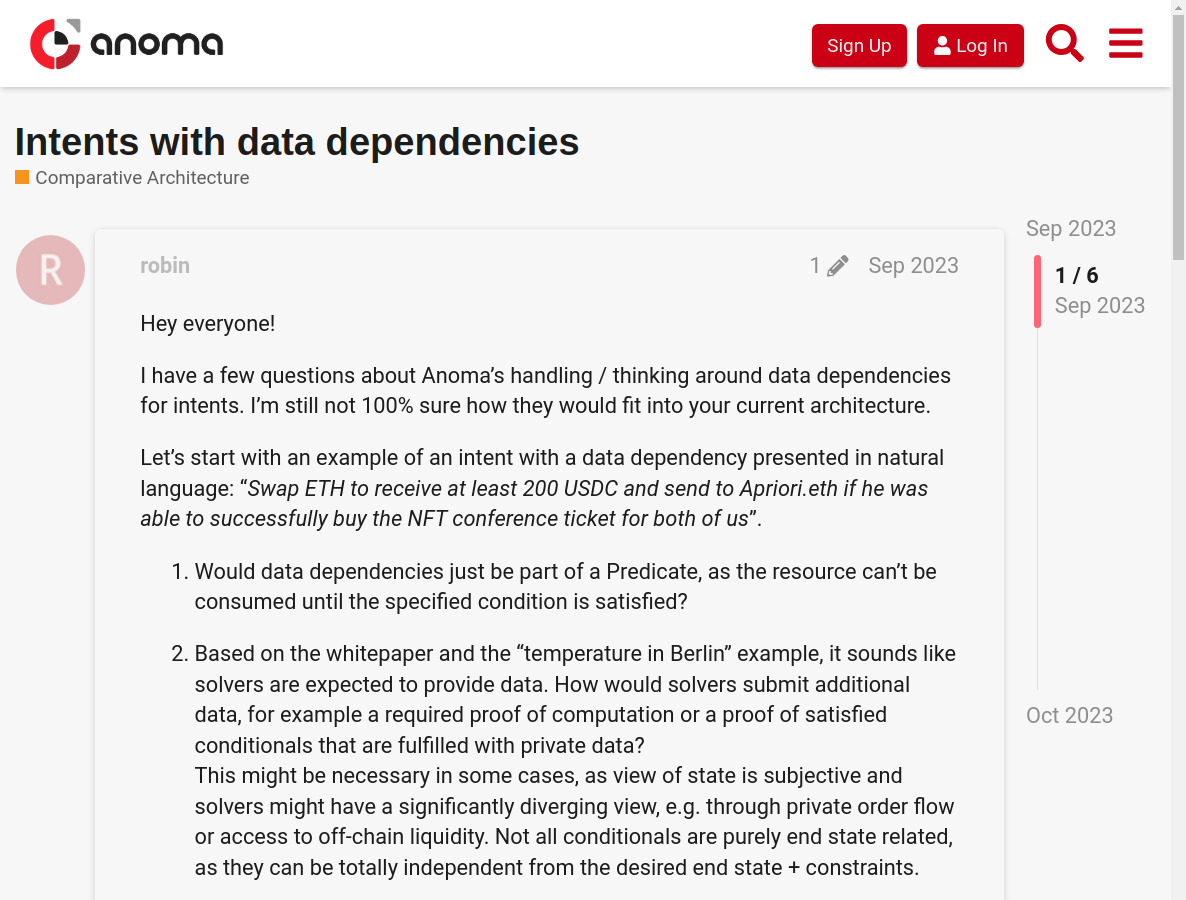 anoma
Sign Up
Log In
Intents with data dependencies
Comparative Architecture
R
robin
1
Sep 2023
Hey everyone!
I have a few questions about Anoma’s handling / thinking around data dependencies
for intents. I’m still not 100% sure how they would fit into your current architecture.
Let’s start with an example of an intent with a data dependency presented in natural
language: “Swap ETH to receive at least 200 USDC and send to Apriori.eth if he was
able to successfully buy the NFT conference ticket for both of us”.
1. Would data dependencies just be part of a Predicate, as the resource can’t be
consumed until the specified condition is satisfied?
2. Based on the whitepaper and the “temperature in Berlin” example, it sounds like
solvers are expected to provide data. How would solvers submit additional
data, for example a required proof of computation or a proof of satisfied
conditionals that are fulfilled with private data?
This might be necessary in some cases, as view of state is subjective and
solvers might have a significantly diverging view, e.g. through private order flow
or access to off-chain liquidity. Not all conditionals are purely end state related,
as they can be totally independent from the desired end state + constraints.
Sep 2023
1 / 6
Sep 2023
Oct 2023